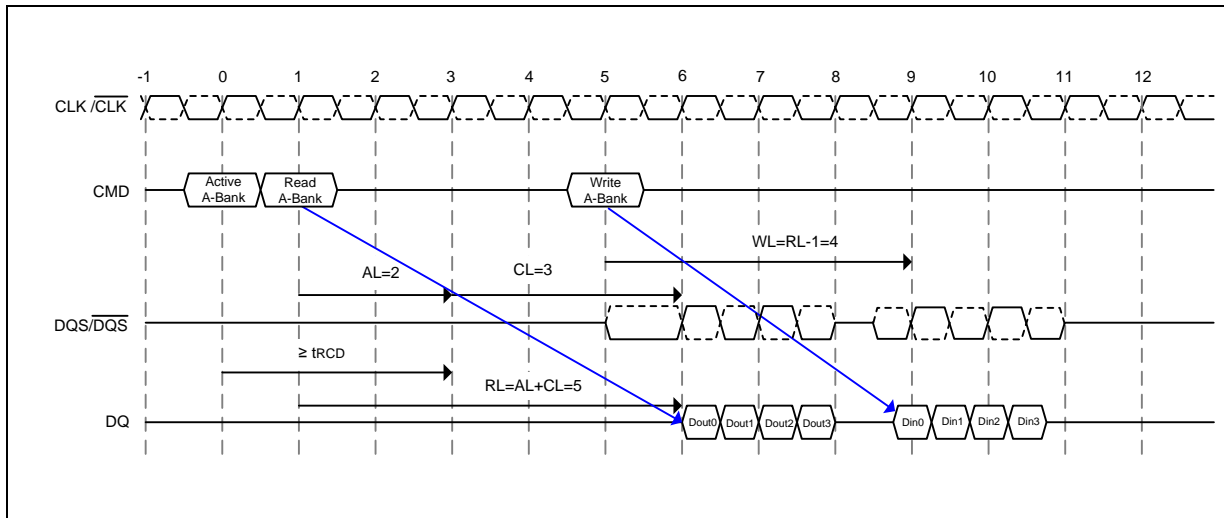 -1 0 1 2 3 4 5 6 7 8 9 10 11 12
CLK /CLK
CMD
Active
A-Bank
Read
A-Bank
Write
A-Bank
WL=RL-1=4
AL=2
CL=3
DQS/DQS
≥ tRCD
RL=AL+CL=5
DQ
Dout0 Dout1 Dout2 Dout3
Din0 Din1 Din2 Din3